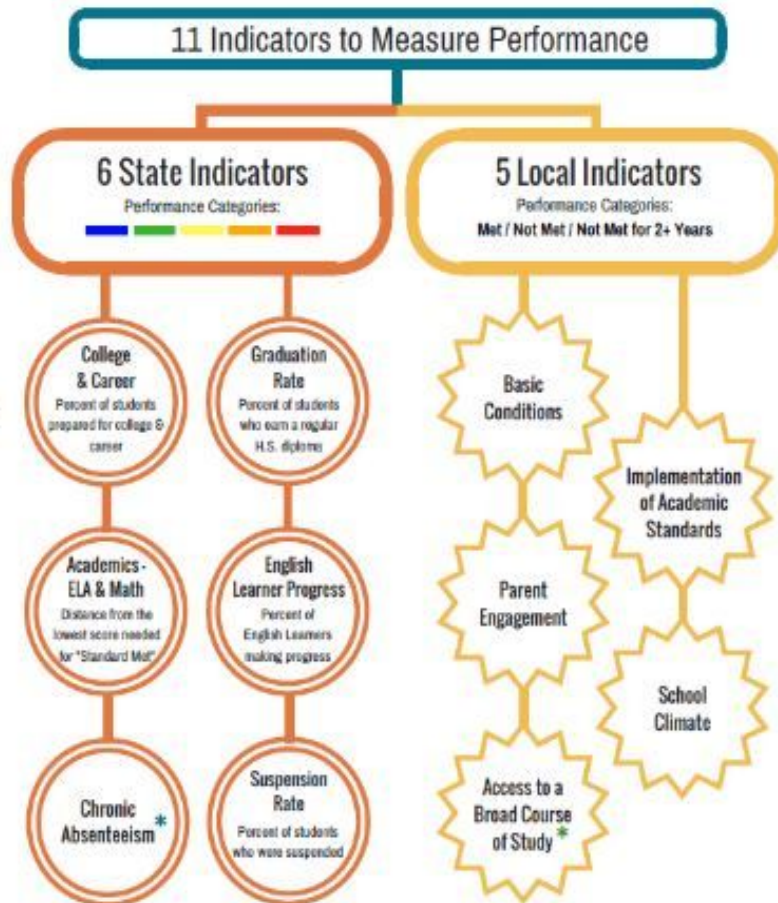 11 Indicators to Measure Performance
6 State Indicators
Performance Categories:
5 Local Indicators
Performance Categories:
Met / Not Met / Not Met for 2+ Years
College
& Career
Percent of students
prepared for college &
career
Graduation
Rate
Percent of students
who earn a regular
H.S. diploma
Basic
Conditions
Implementation
of Academic
Standards
Academics -
ELA & Math
Distance from the
lowest score needed
for "Standard Met"
English
Learner Progress
Percent of
English Learners
making progress
Parent
Engagement
School
Climate
Chronic
Absenteeism *
Suspension
Rate
Percent of students
who were suspended
Access to a
Broad Course
of Study *